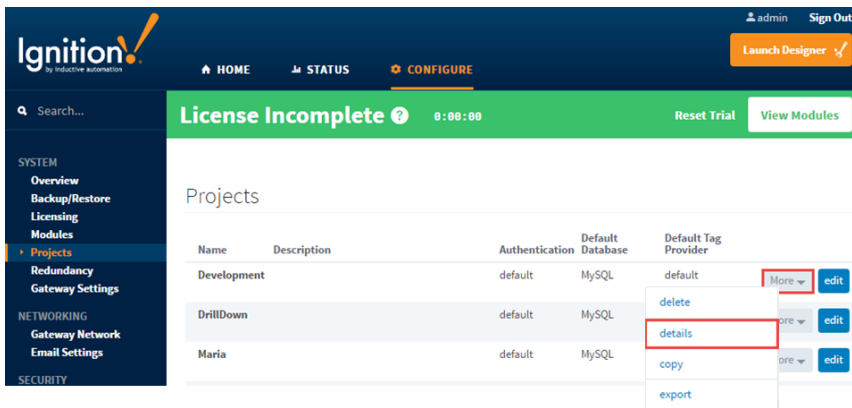 admin Sign Out
Ignition!
by inductive automation
HOME STATUS CONFIGURE
Launch Designer
Search...
License Incomplete ? 0:00:00 Reset Trial View Modules
SYSTEM
Overview
Backup/Restore
Licensing
Modules
Projects
Redundancy
Gateway Settings
NETWORKING
Gateway Network
Email Settings
SECURITY
Projects
Name Description Authentication Default Database Default Tag Provider
Development default MySQL default More edit
DrillDown default MySQL ore edit
Maria default MySQL ore edit
delete
details
copy
export